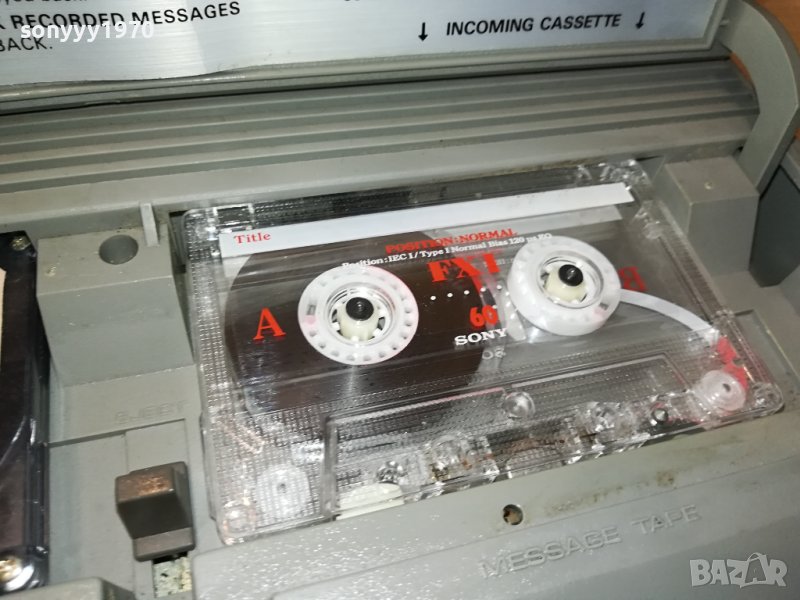 sonyyy1970
RECORDED MESSAGES
BACK.
↓ INCOMING CASSETTE ↓
Title
POSITION: NORMAL
Position: IEC I / Type I Normal Bias 120 µs EQ
FX I
A
60
SONY
EJECT
MESSAGE TAPE
BAZAR